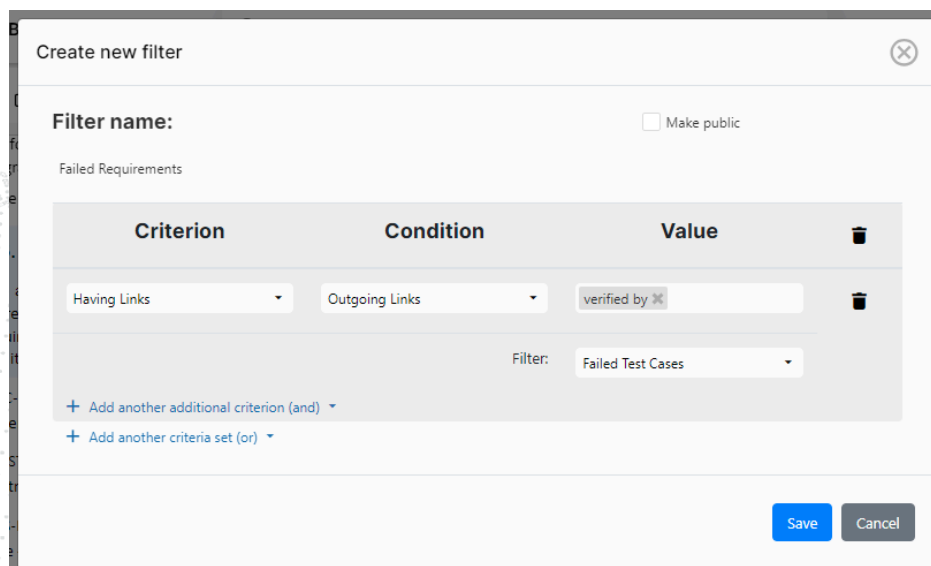 Create new filter
Filter name:
Make public
Failed Requirements
Criterion Condition Value
Having Links Outgoing Links verified by
Filter: Failed Test Cases
+ Add another additional criterion (and)
+ Add another criteria set (or)
Save Cancel